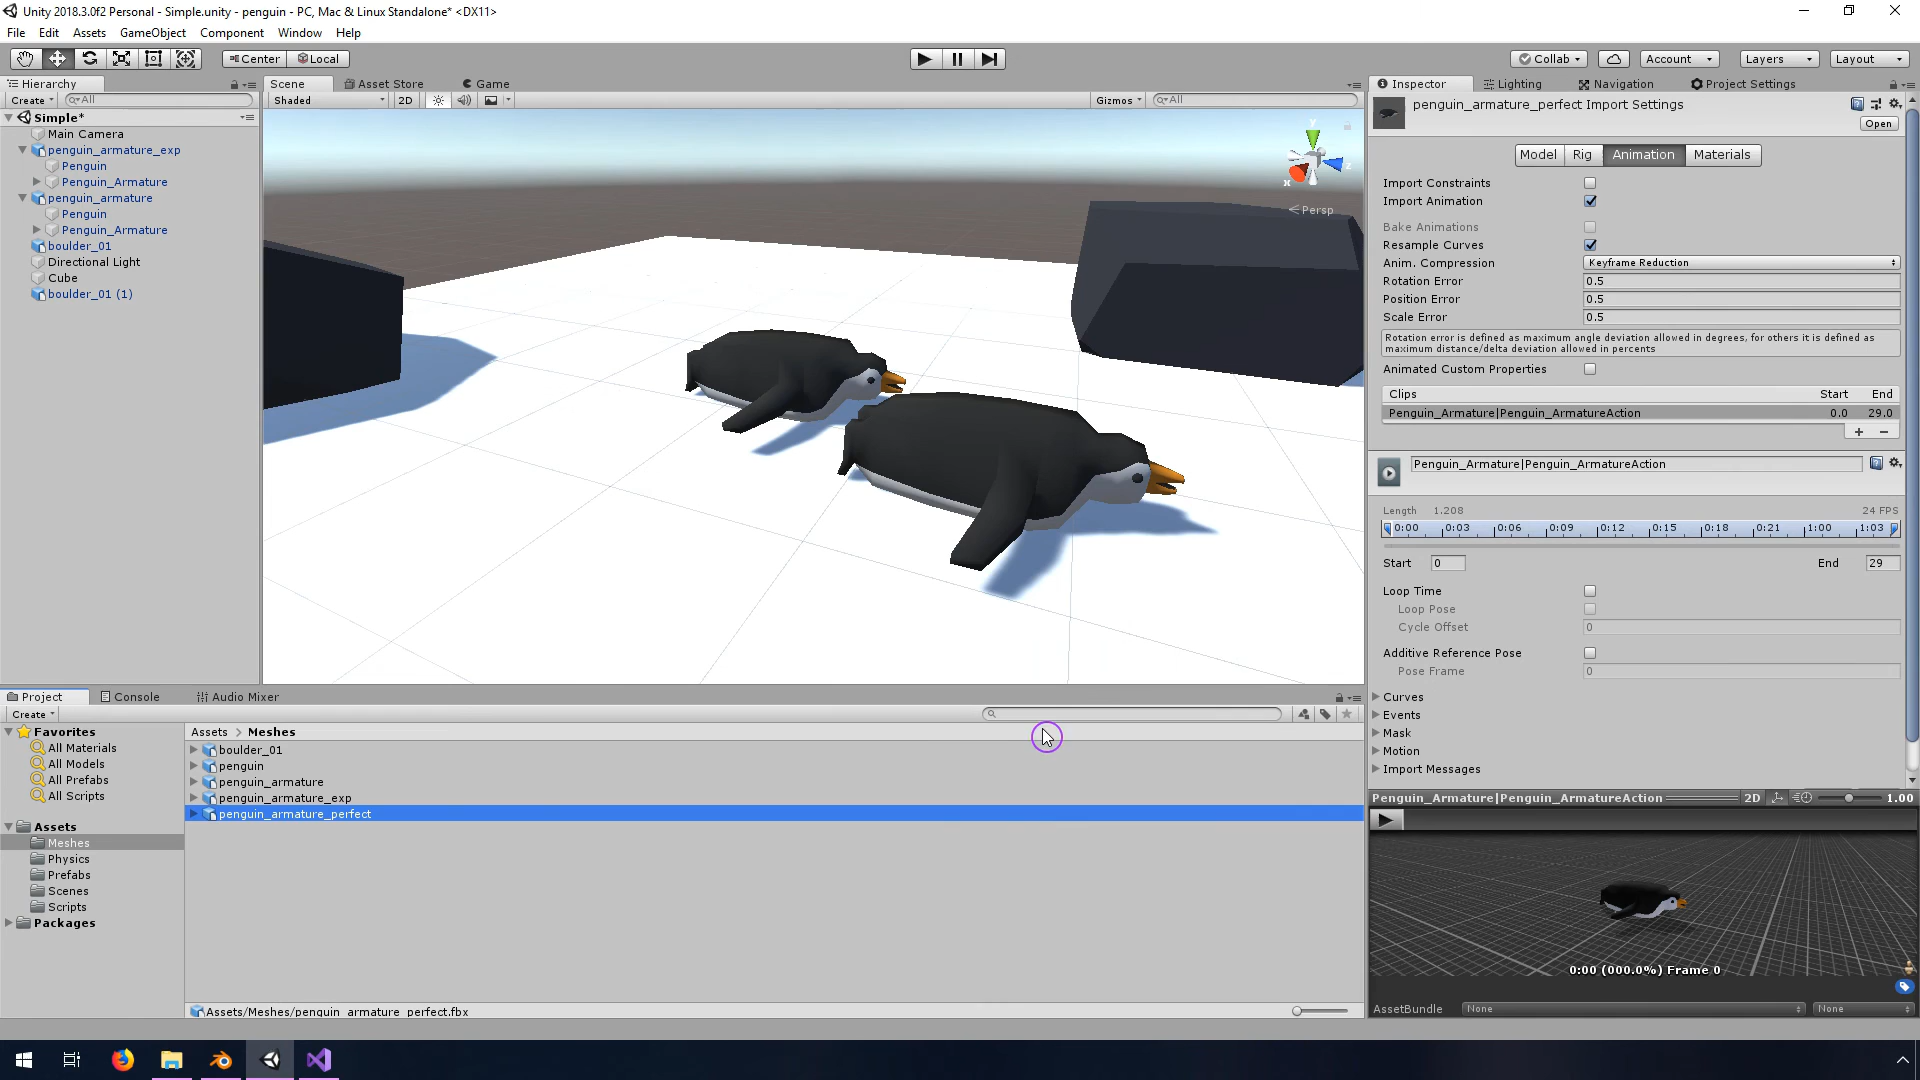 Unity 2018.3.0f2 Personal - Simple.unity - penguin - PC, Mac & Linux Standalone* <DX11>
File Edit Assets GameObject Component Window Help
Center Local Collab Account Layers Layout
Hierarchy
Create All
Simple*
Main Camera
penguin_armature_exp
Penguin
Penguin_Armature
penguin_armature
Penguin
Penguin_Armature
boulder_01
Directional Light
Cube
boulder_01 (1)
Scene Asset Store Game
Shaded 2D Gizmos All
y
z
x
Persp
Inspector Lighting Navigation Project Settings
penguin_armature_perfect Import Settings
Open
Model Rig Animation Materials
Import Constraints
Import Animation
Bake Animations
Resample Curves
Anim. Compression Keyframe Reduction
Rotation Error 0.5
Position Error 0.5
Scale Error 0.5
Rotation error is defined as maximum angle deviation allowed in degrees, for others it is defined as
maximum distance/delta deviation allowed in percents
Animated Custom Properties
Clips Start End
Penguin_Armature|Penguin_ArmatureAction 0.0 29.0
+ −
Penguin_Armature|Penguin_ArmatureAction
Length 1.208 24 FPS
0:00 0:03 0:06 0:09 0:12 0:15 0:18 0:21 1:00 1:03
Start 0 End 29
Loop Time
Loop Pose
Cycle Offset 0
Additive Reference Pose
Pose Frame 0
Curves
Events
Mask
Motion
Import Messages
Penguin_Armature|Penguin_ArmatureAction 2D 1.00
0:00 (000.0%) Frame 0
AssetBundle None None
Project Console Audio Mixer
Create
Favorites
All Materials
All Models
All Prefabs
All Scripts
Assets
Meshes
Physics
Prefabs
Scenes
Scripts
Packages
Assets > Meshes
boulder_01
penguin
penguin_armature
penguin_armature_exp
penguin_armature_perfect
Assets/Meshes/penguin_armature_perfect.fbx